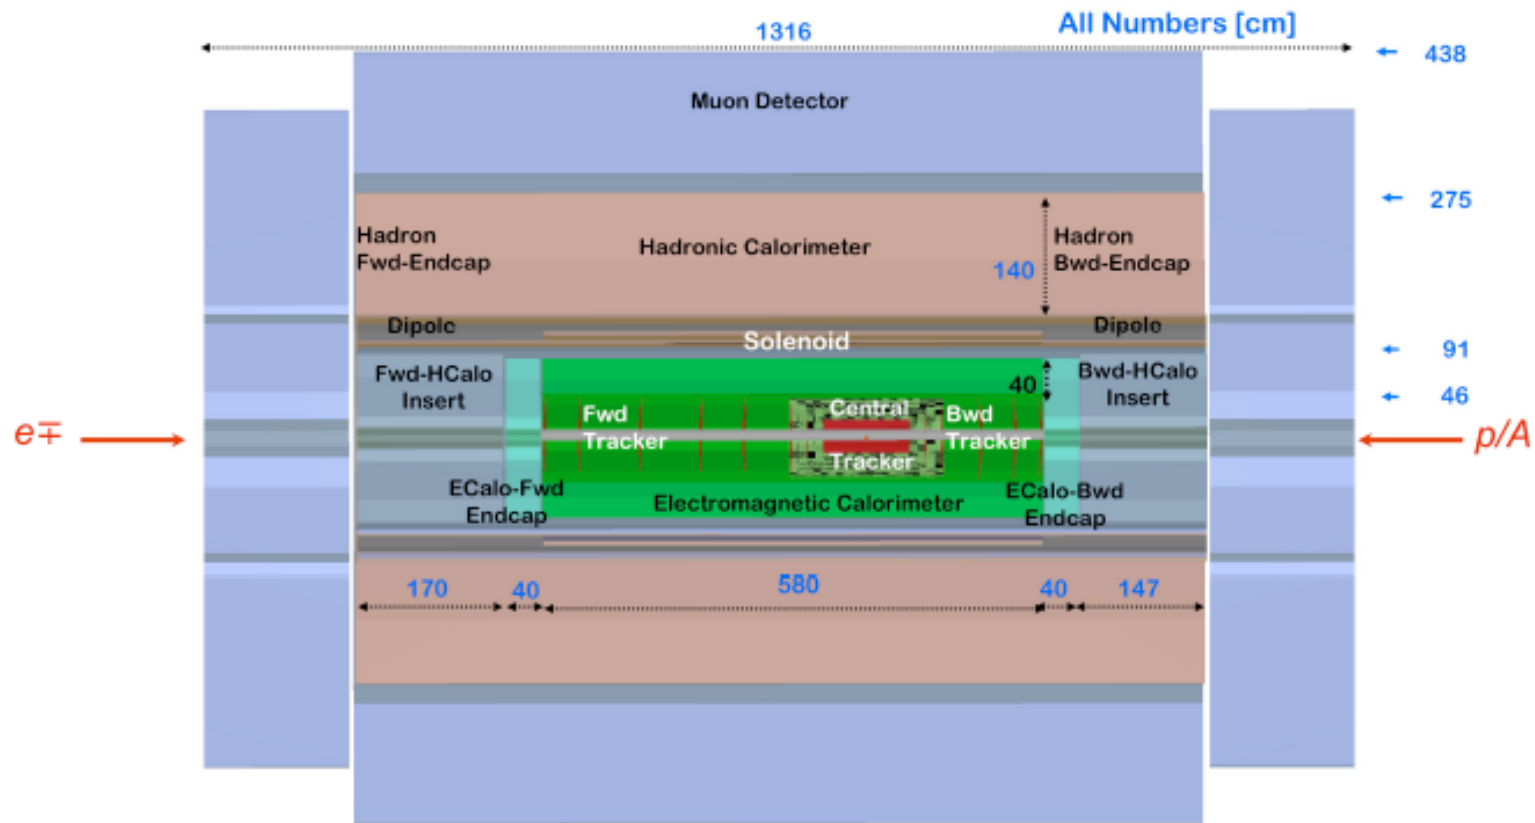 1316
All Numbers [cm]
438
Muon Detector
275
Hadron
Fwd-Endcap
Hadronic Calorimeter
Hadron
Bwd-Endcap
140
Dipole
Solenoid
Dipole
91
Fwd-HCalo
Insert
40
Bwd-HCalo
Insert
46
Fwd
Tracker
Central
Tracker
Bwd
Tracker
e∓
p/A
ECalo-Fwd
Endcap
Electromagnetic Calorimeter
ECalo-Bwd
Endcap
170
40
580
40
147